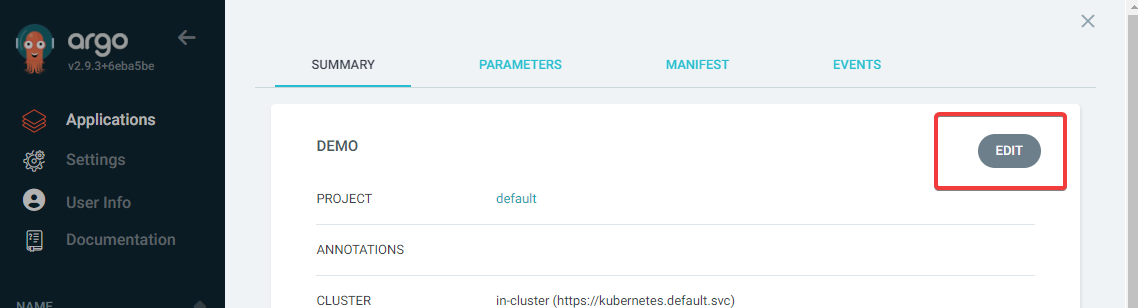 argo
v2.9.3+6eba5be
Applications
Settings
User Info
Documentation
NAME
SUMMARY PARAMETERS MANIFEST EVENTS
DEMO
EDIT
PROJECT default
ANNOTATIONS
CLUSTER in-cluster (https://kubernetes.default.svc)